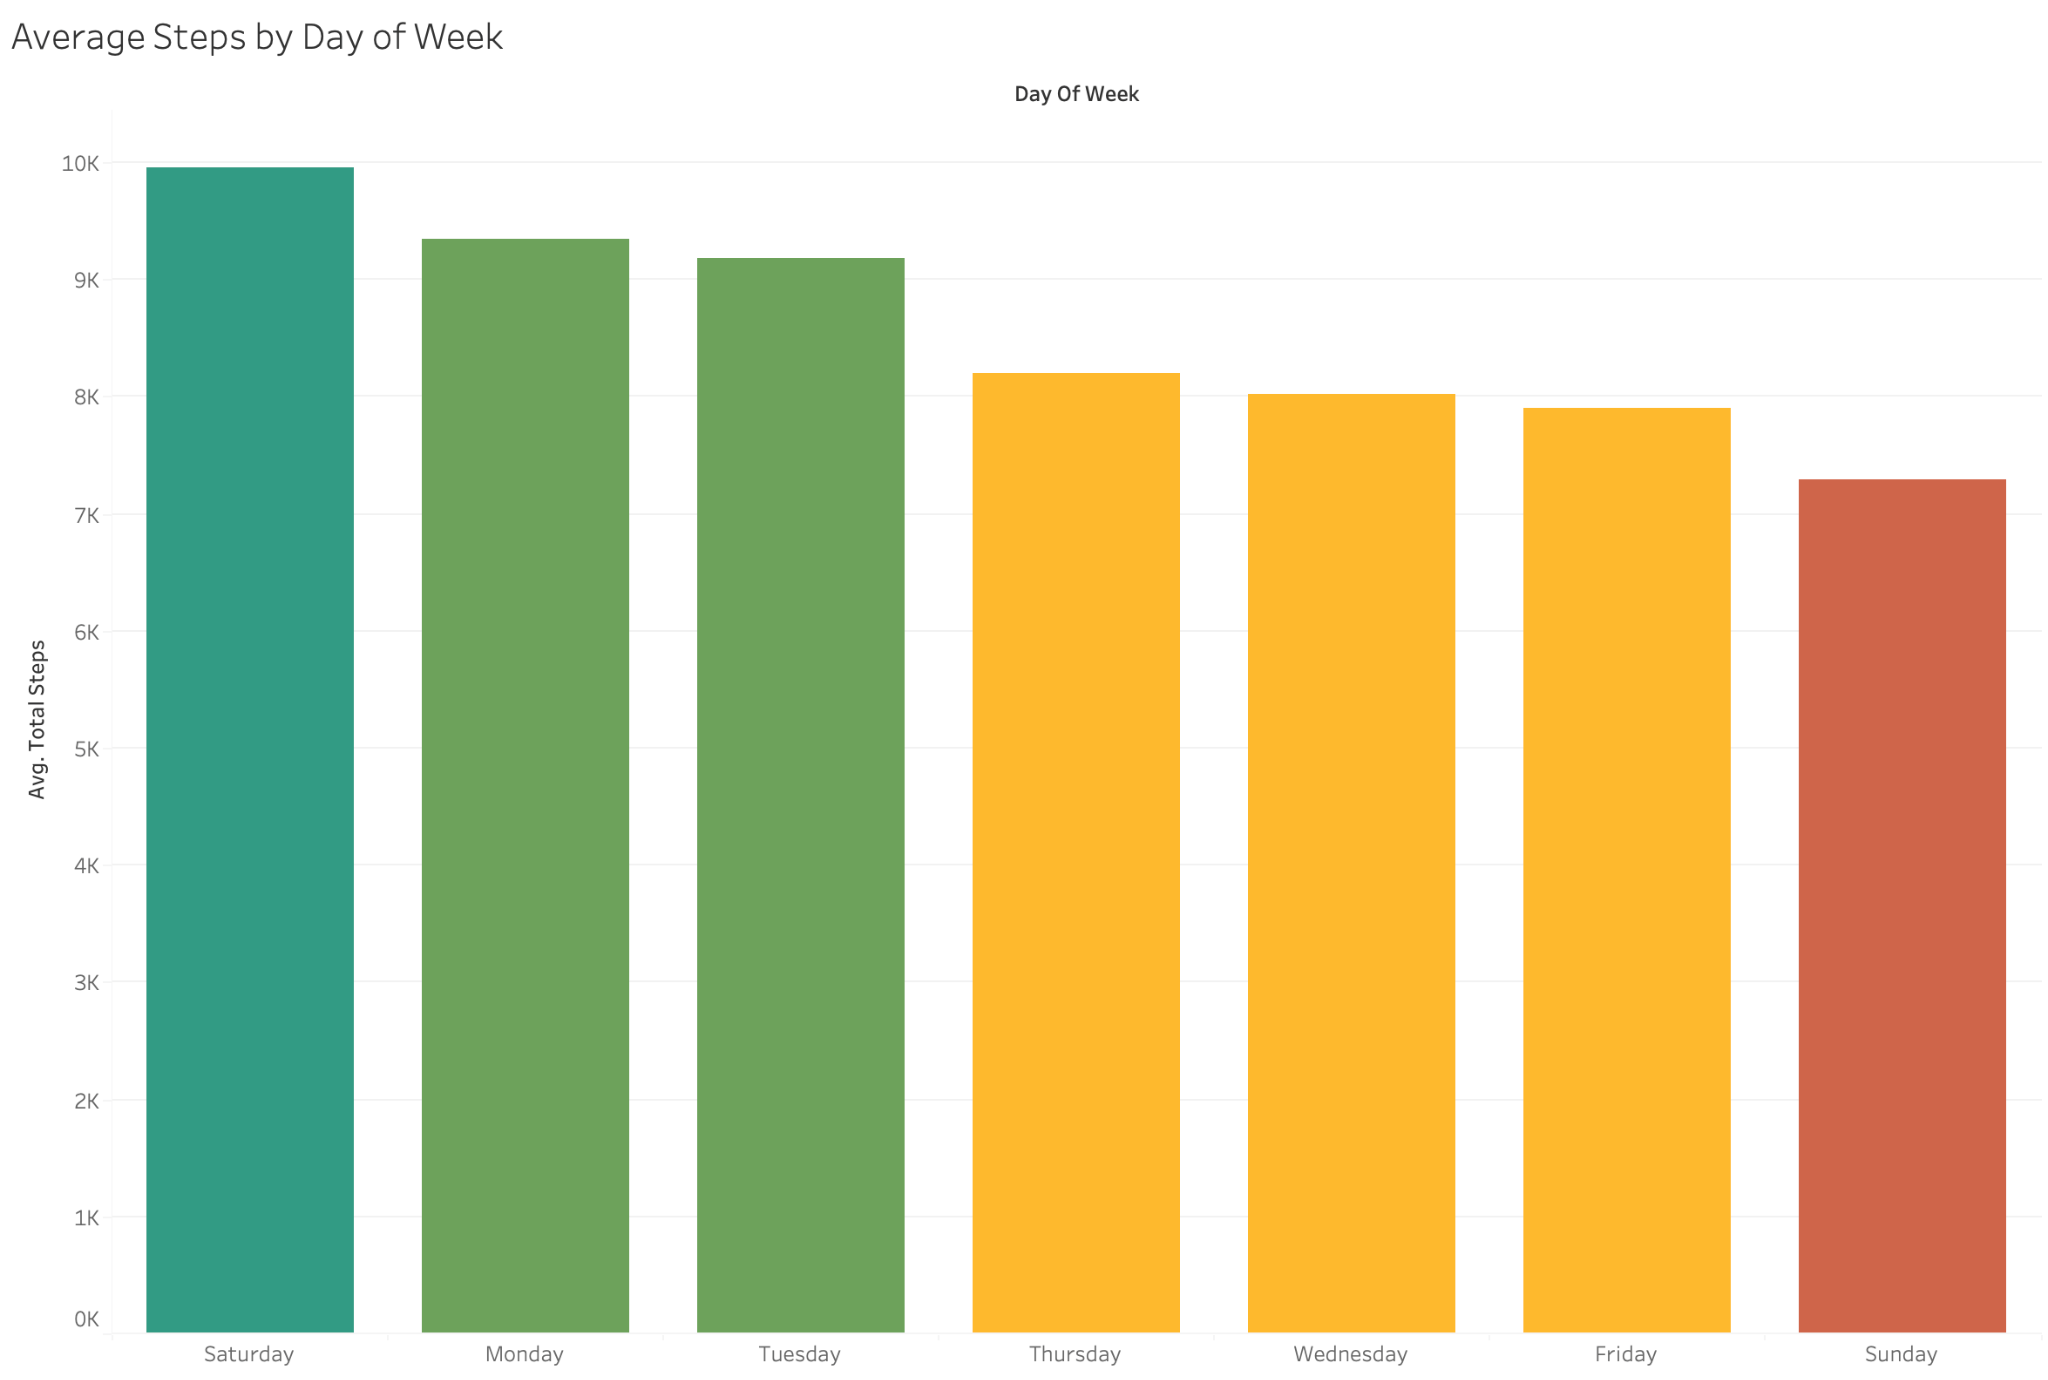 Average Steps by Day of Week
Day Of Week
10K
9K
8K
7K
6K
5K
4K
3K
2K
1K
0K
Avg. Total Steps
Saturday Monday Tuesday Thursday Wednesday Friday Sunday